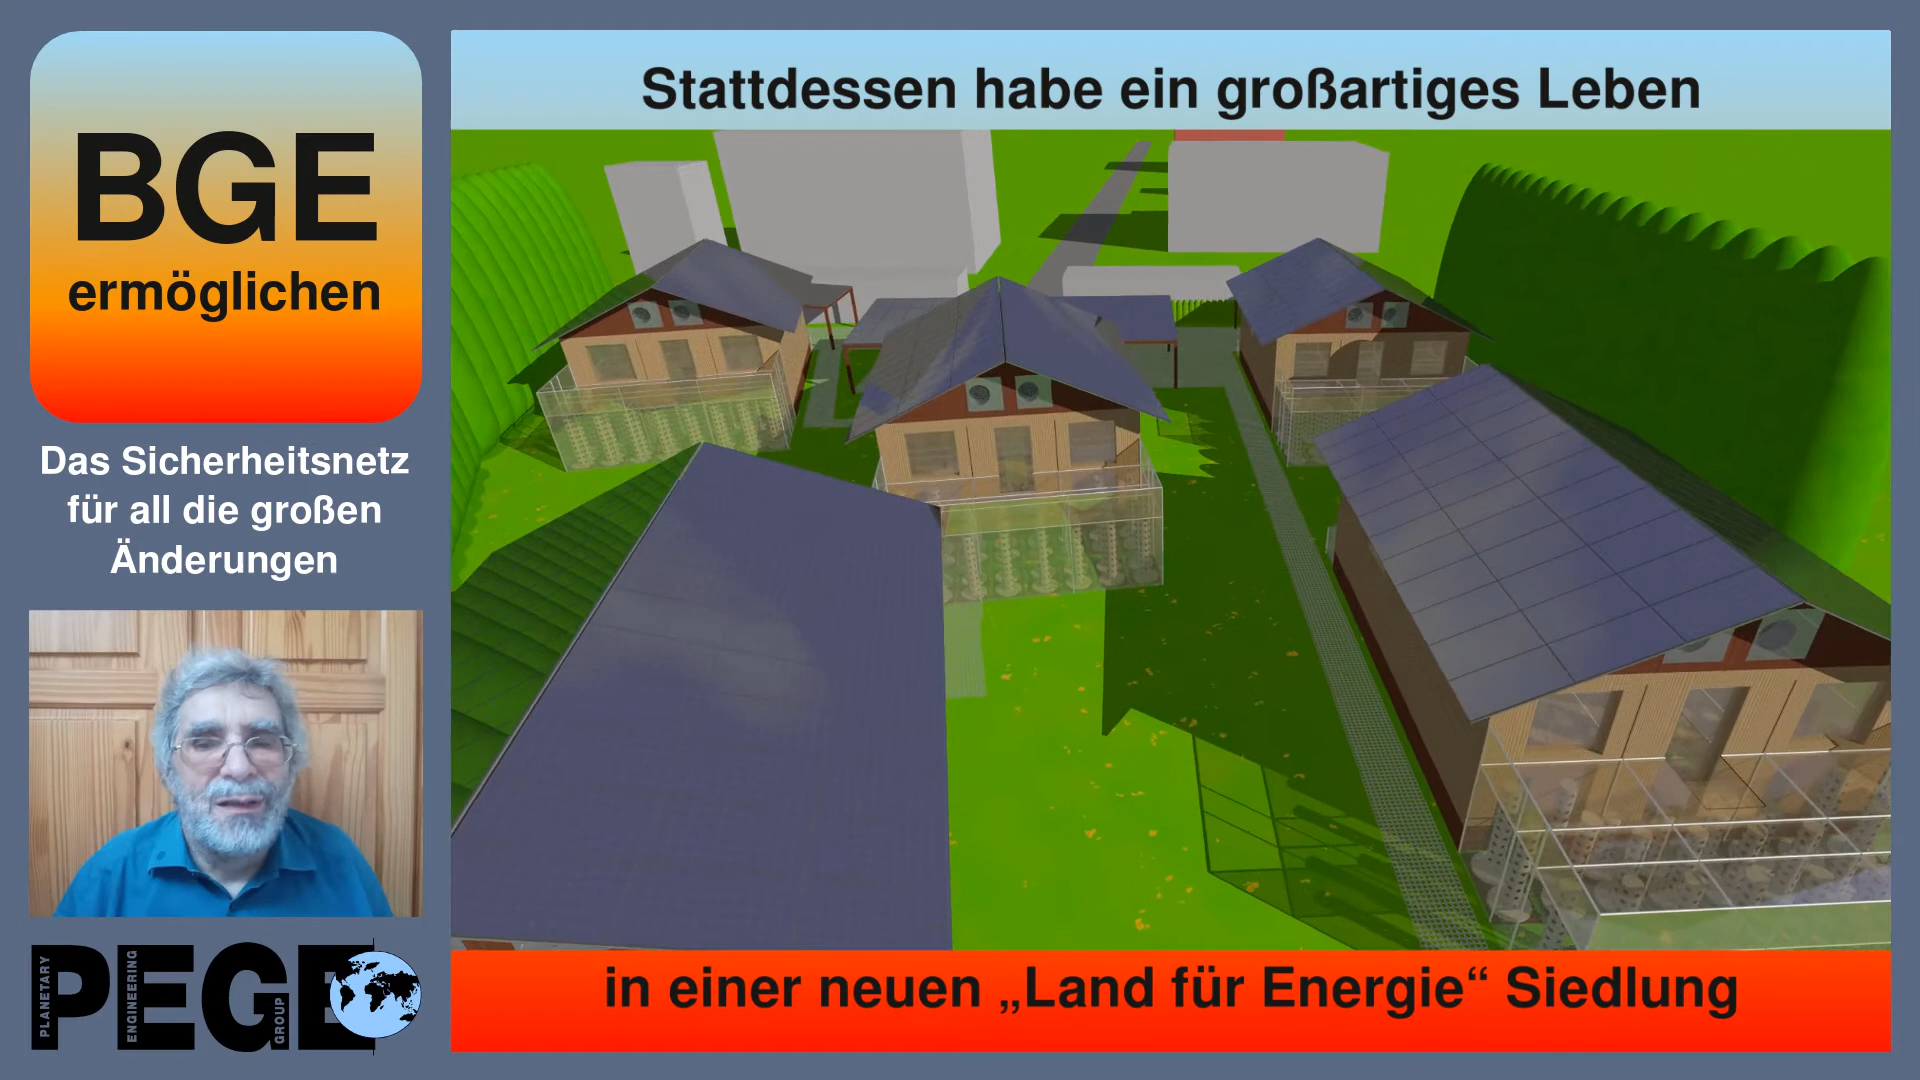 BGE
ermöglichen
Das Sicherheitsnetz
für all die großen
Änderungen
PEGE
PLANETARY
ENGINEERING
GROUP
Stattdessen habe ein großartiges Leben
in einer neuen „Land für Energie“ Siedlung